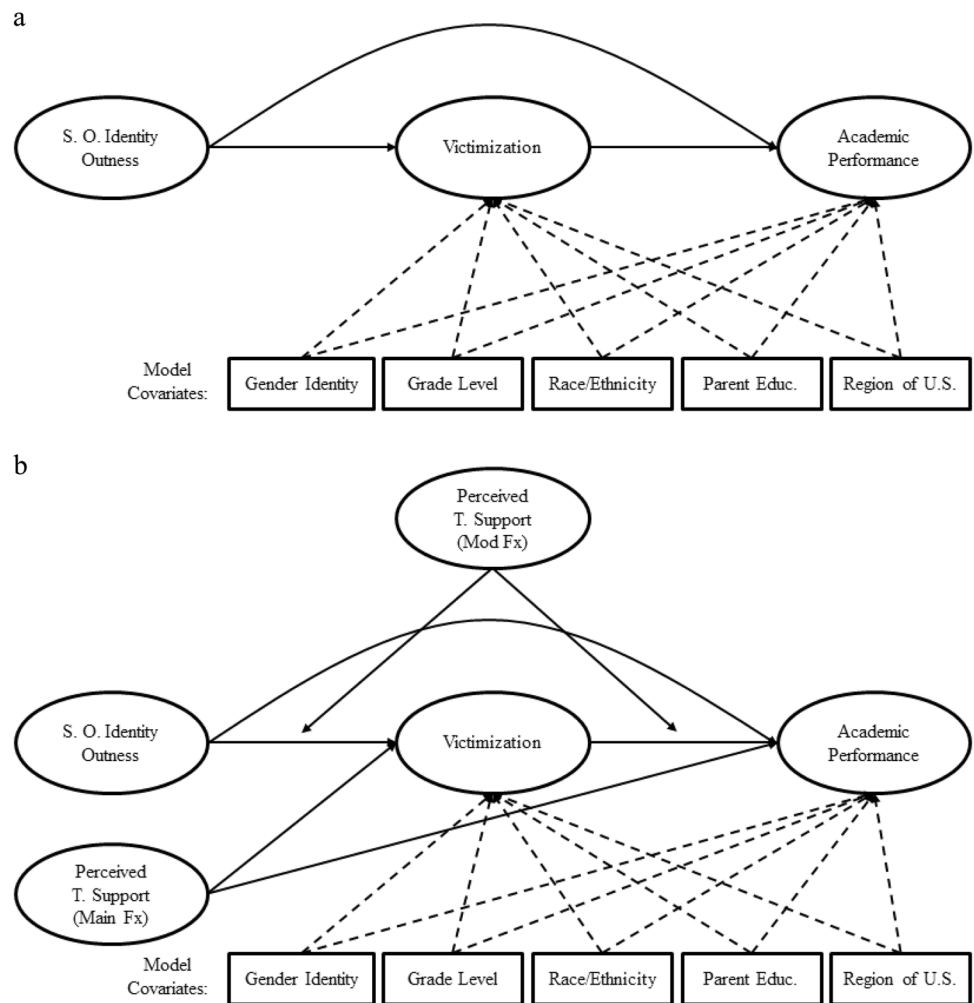 a
S. O. Identity
Outness
Victimization
Academic
Performance
Model
Covariates:
Gender Identity
Grade Level
Race/Ethnicity
Parent Educ.
Region of U.S.
b
Perceived
T. Support
(Mod Fx)
S. O. Identity
Outness
Victimization
Academic
Performance
Perceived
T. Support
(Main Fx)
Model
Covariates:
Gender Identity
Grade Level
Race/Ethnicity
Parent Educ.
Region of U.S.